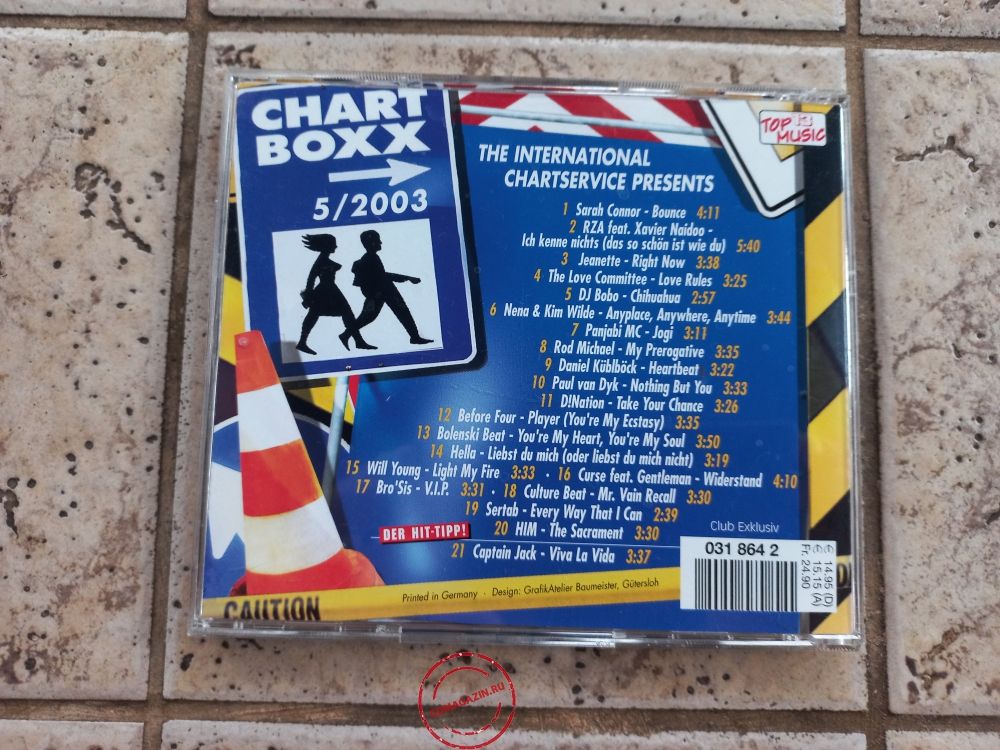 CHART
BOXX
5/2003
TOP 13
MUSIC
THE INTERNATIONAL
CHARTSERVICE PRESENTS
1 Sarah Connor - Bounce 4:11
2 RZA feat. Xavier Naidoo -
Ich kenne nichts (das so schön ist wie du) 5:40
3 Jeanette - Right Now 3:38
4 The Love Committee - Love Rules 3:25
5 DJ Bobo - Chihuahua 2:57
6 Nena & Kim Wilde - Anyplace, Anywhere, Anytime 3:44
7 Panjabi MC - Jogi 3:11
8 Rod Michael - My Prerogative 3:35
9 Daniel Küblböck - Heartbeat 3:22
10 Paul van Dyk - Nothing But You 3:33
11 D!Nation - Take Your Chance 3:26
12 Before Four - Player (You're My Ecstasy) 3:35
13 Bolenski Beat - You're My Heart, You're My Soul 3:50
14 Hella - Liebst du mich (oder liebst du mich nicht) 3:19
15 Will Young - Light My Fire 3:33 · 16 Curse feat. Gentleman - Widerstand 4:10
17 Bro'Sis - V.I.P. 3:31 · 18 Culture Beat - Mr. Vain Recall 3:30
19 Sertab - Every Way That I Can 2:39
DER HIT-TIPP! 20 HIM - The Sacrament 3:30
21 Captain Jack - Viva La Vida 3:37
Club Exklusiv
031 864 2
€ 14.95 (D)
€ 15.15 (A)
Fr. 24.90
Printed in Germany · Design: GrafikAtelier Baumeister, Gütersloh
CAUTION